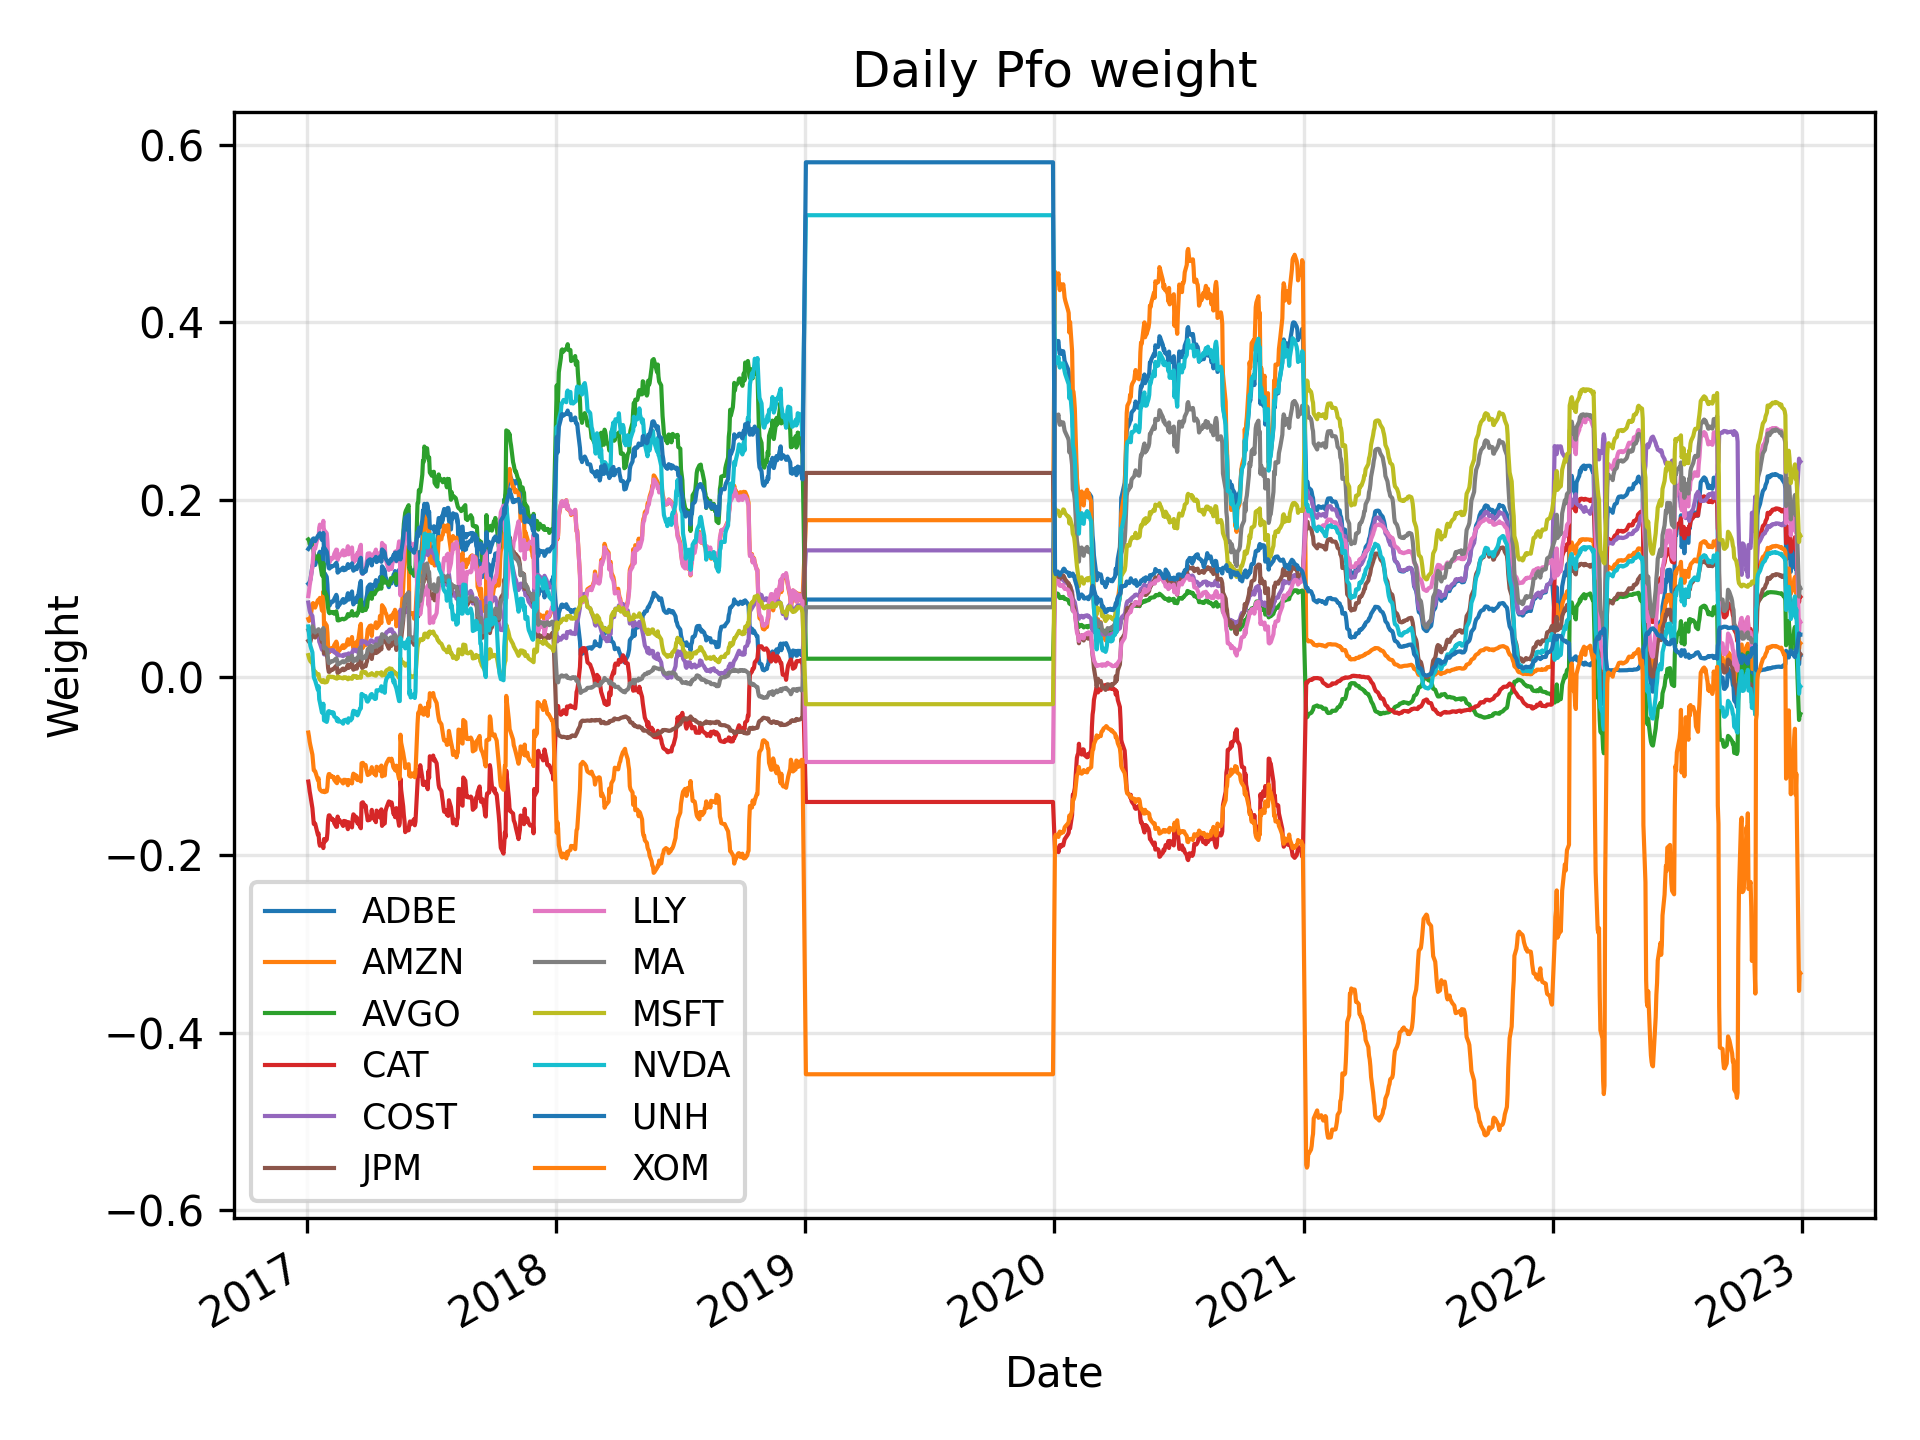 Daily Pfo weight
0.6
0.4
0.2
0.0
−0.2
−0.4
−0.6
Weight
ADBE
AMZN
AVGO
CAT
COST
JPM
LLY
MA
MSFT
NVDA
UNH
XOM
2017
2018
2019
2020
2021
2022
2023
Date